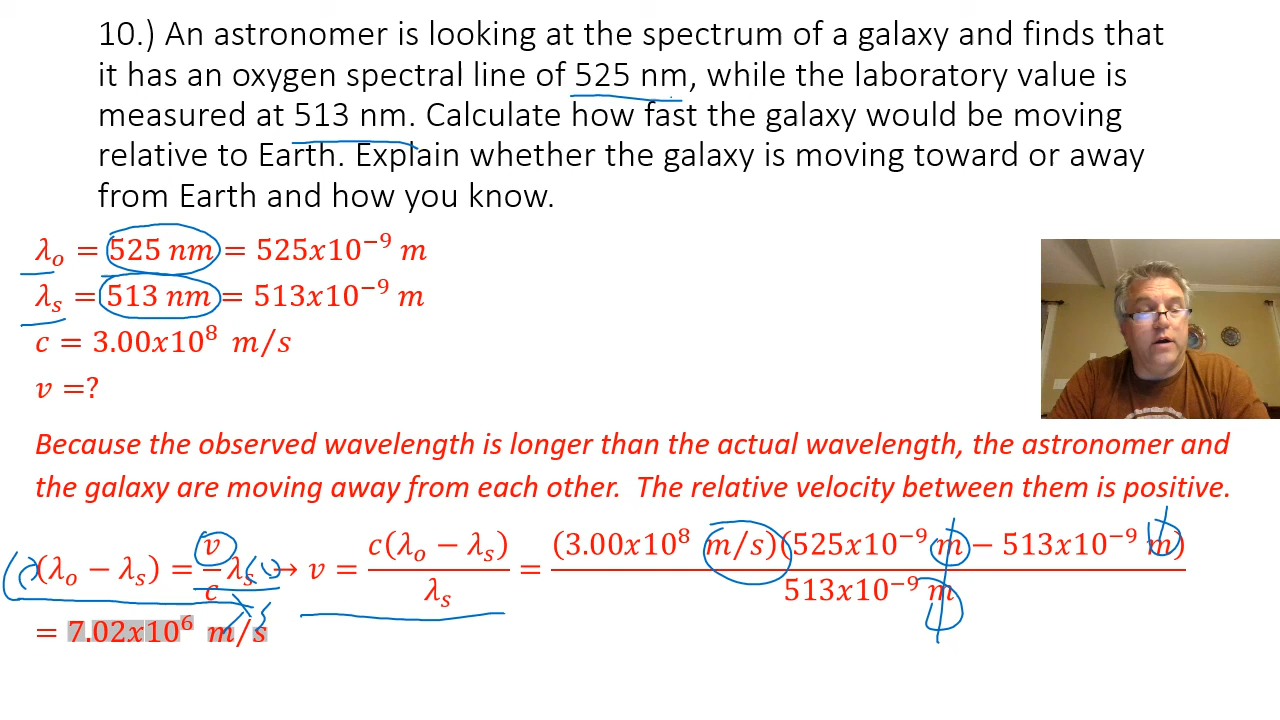 10.) An astronomer is looking at the spectrum of a galaxy and finds that
it has an oxygen spectral line of 525 nm, while the laboratory value is
measured at 513 nm. Calculate how fast the galaxy would be moving
relative to Earth. Explain whether the galaxy is moving toward or away
from Earth and how you know.
λₒ = 525 nm = 525x10⁻⁹ m
λₛ = 513 nm = 513x10⁻⁹ m
c = 3.00x10⁸ m/s
v =?
Because the observed wavelength is longer than the actual wavelength, the astronomer and
the galaxy are moving away from each other. The relative velocity between them is positive.
(λₒ − λₛ) = v/c λₛ → v = c(λₒ − λₛ)/λₛ = (3.00x10⁸ m/s)(525x10⁻⁹ m − 513x10⁻⁹ m)/513x10⁻⁹ m
= 7.02x10⁶ m/s